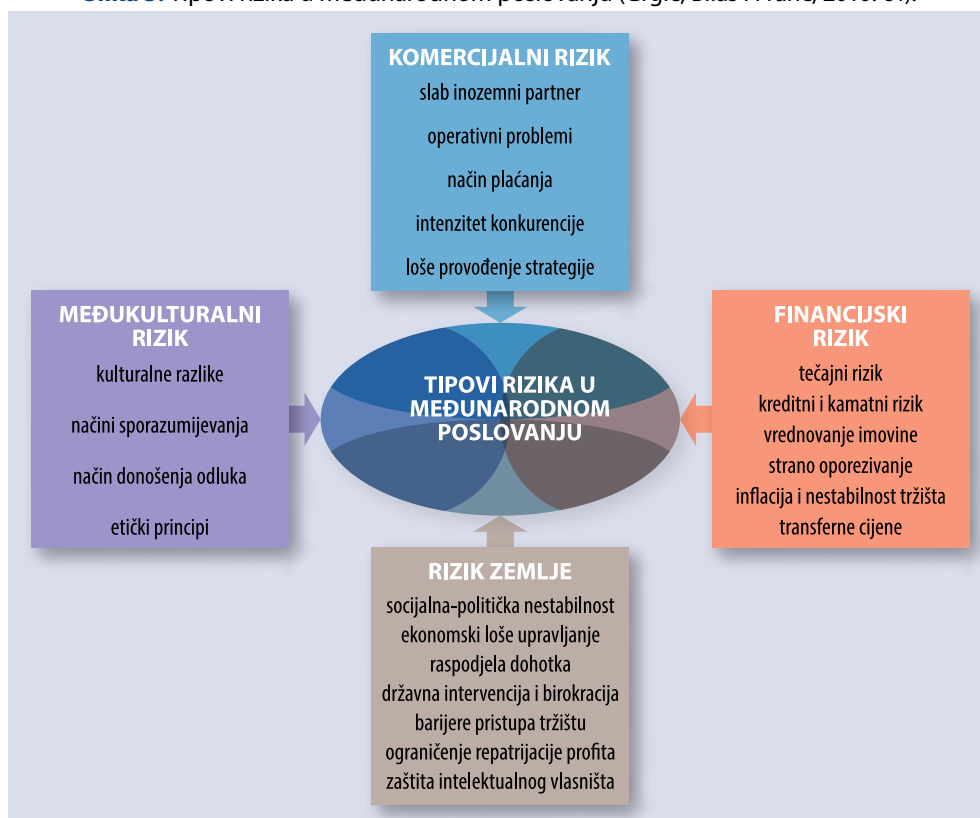 KOMERCIJALNI RIZIK
slab inozemni partner
operativni problemi
način plaćanja
intenzitet konkurencije
loše provođenje strategije
MEĐUKULTURALNI
RIZIK
kulturalne razlike
načini sporazumijevanja
način donošenja odluka
etički principi
TIPOVI RIZIKA U
MEĐUNARODNOM
POSLOVANJU
FINANCIJSKI
RIZIK
tečajni rizik
kreditni i kamatni rizik
vrednovanje imovine
strano oporezivanje
inflacija i nestabilnost tržišta
transferne cijene
RIZIK ZEMLJE
socijalna-politička nestabilnost
ekonomski loše upravljanje
raspodjela dohotka
državna intervencija i birokracija
barijere pristupa tržištu
ograničenje repatrijacije profita
zaštita intelektualnog vlasništa